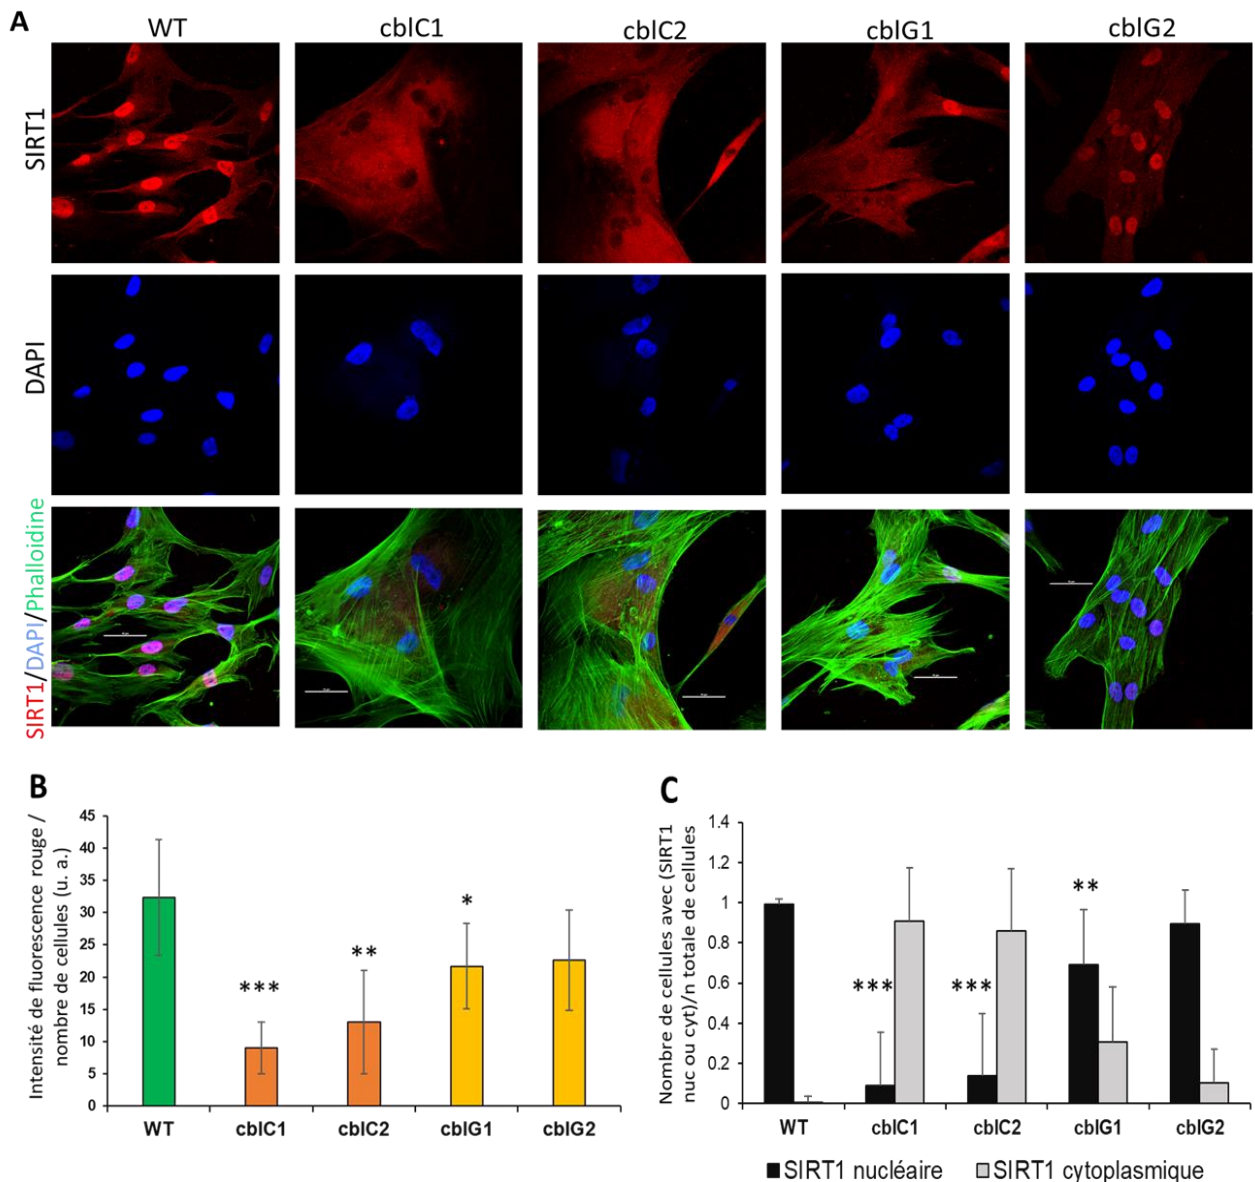 A
WT
cblC1
cblC2
cblG1
cblG2
SIRT1
DAPI
SIRT1/DAPI/Phalloidine
B
Intensité de fluorescence rouge /
nombre de cellules (u. a.)
45
40
35
30
25
20
15
10
5
0
***
**
*
WT
cblC1
cblC2
cblG1
cblG2
C
Nombre de cellules avec (SIRT1
nuc ou cyt)/n totale de cellules
1.4
1.2
1
0.8
0.6
0.4
0.2
0
***
***
**
WT
cblC1
cblC2
cblG1
cblG2
SIRT1 nucléaire
SIRT1 cytoplasmique